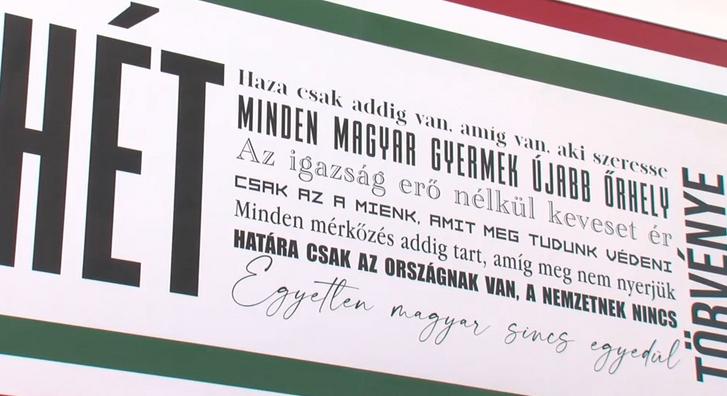 HÉT
Haza csak addig van, amíg van, aki szeresse
MINDEN MAGYAR GYERMEK ÚJABB ŐRHELY
Az igazság erő nélkül keveset ér
CSAK AZ A MIENK, AMIT MEG TUDUNK VÉDENI
Minden mérkőzés addig tart, amíg meg nem nyerjük
HATÁRA CSAK AZ ORSZÁGNAK VAN, A NEMZETNEK NINCS
Egyetlen magyar sincs egyedül
TÖRVÉNYE